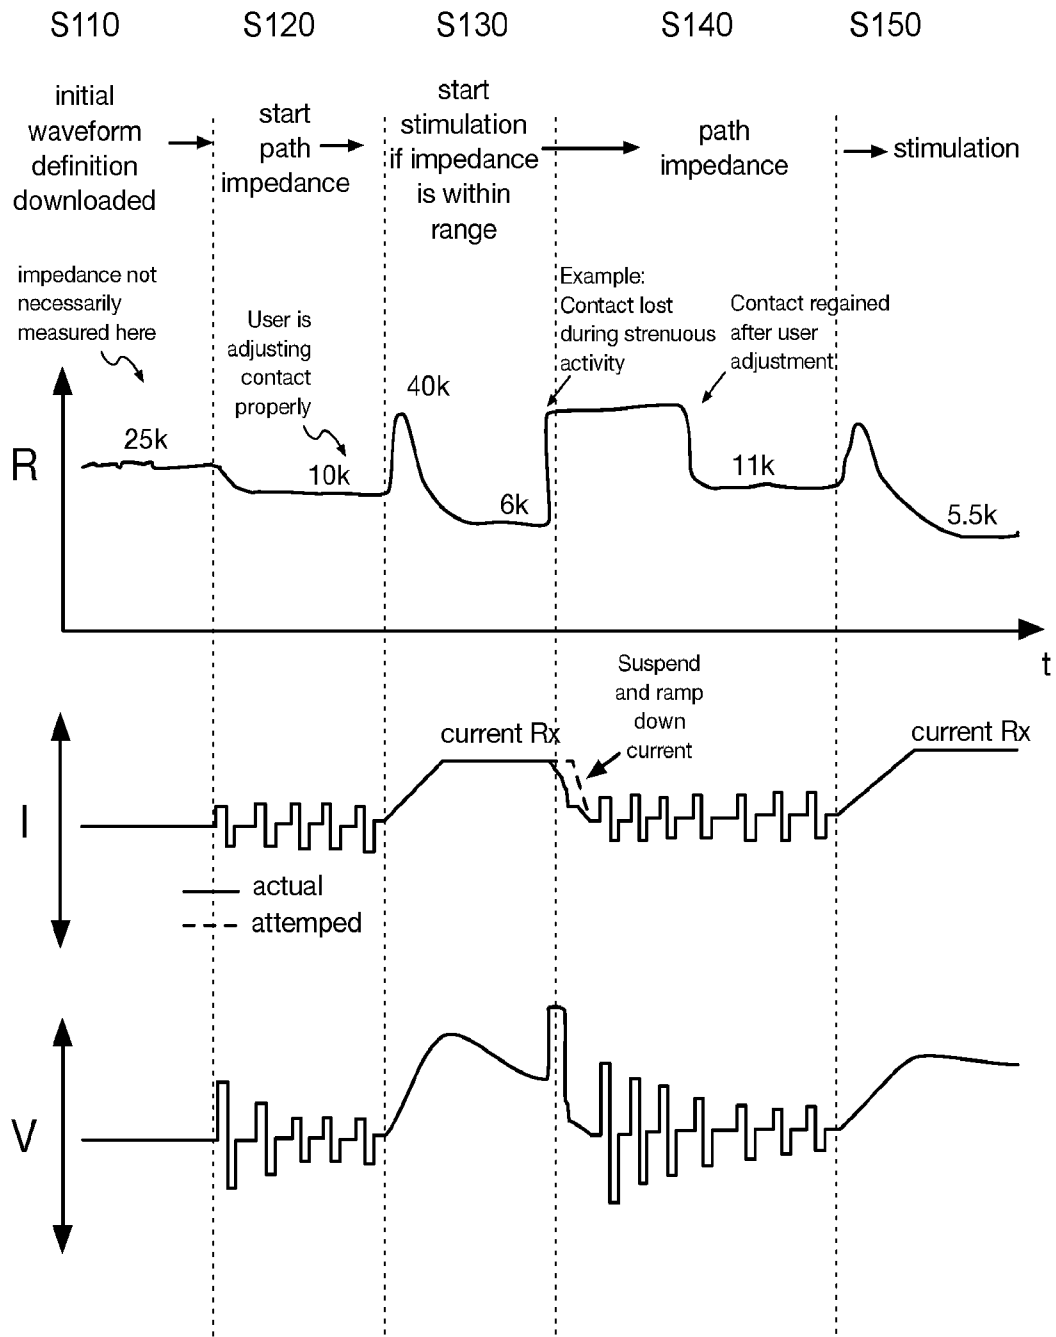 S110
S120
S130
S140
S150
initial
waveform
definition
downloaded
start
path
impedance
start
stimulation
if impedance
is within
range
path
impedance
stimulation
impedance not
necessarily
measured here
User is
adjusting
contact
properly
Example:
Contact lost
during strenuous
activity
Contact regained
after user
adjustment
R
25k
10k
40k
6k
11k
5.5k
t
Suspend
and ramp
down
current
I
current Rx
current Rx
actual
attemped
V